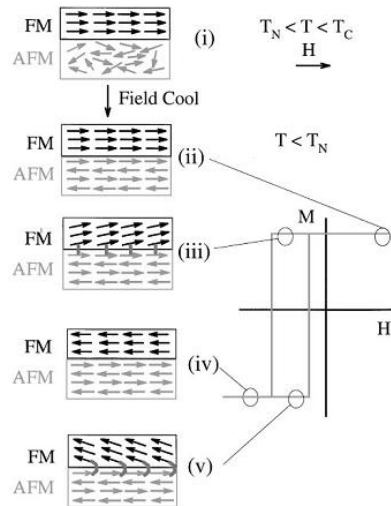 FM
AFM
(i)
T_N < T < T_C
H
Field Cool
FM
AFM
(ii)
T < T_N
FM
AFM
(iii)
M
H
FM
AFM
(iv)
FM
AFM
(v)